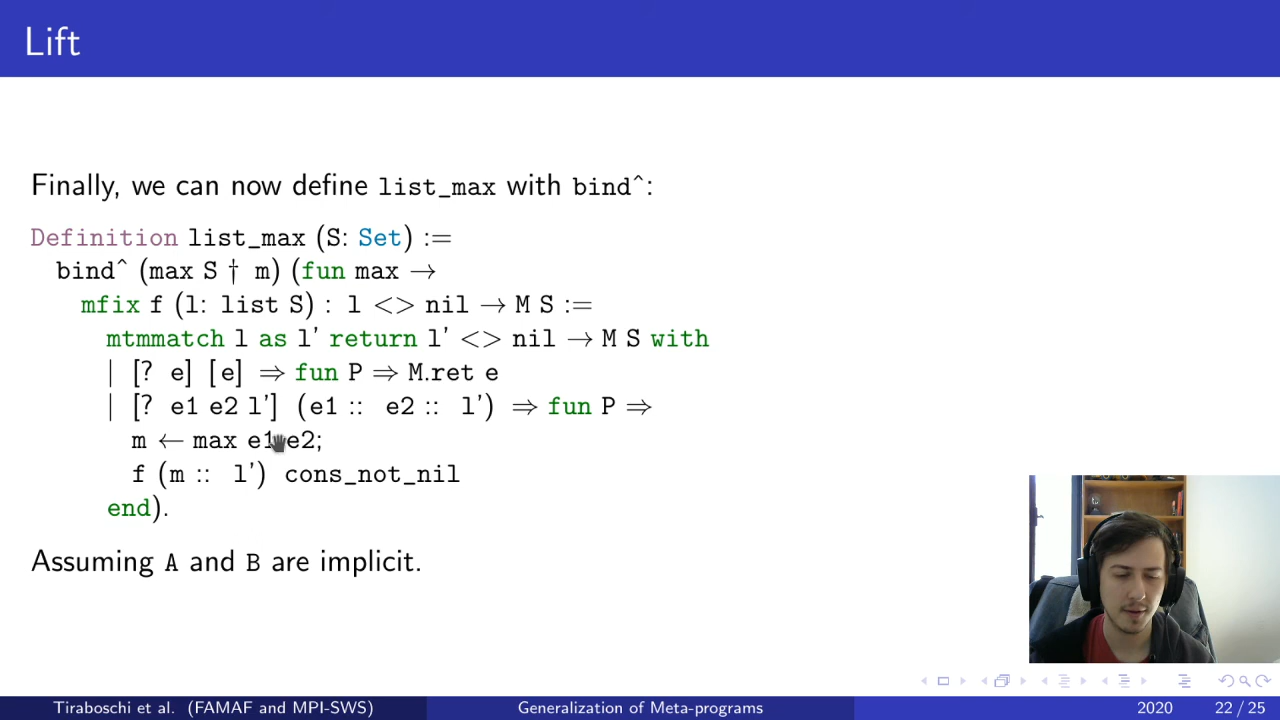 Lift
Finally, we can now define list_max with bind^:
Definition list_max (S: Set) :=
bind^ (max S † m) (fun max →
mfix f (l: list S) : l <> nil → M S :=
mtmmatch l as l' return l' <> nil → M S with
| [? e] [e] ⇒ fun P ⇒ M.ret e
| [? e1 e2 l'] (e1 :: e2 :: l') ⇒ fun P ⇒
m ← max e1 e2;
f (m :: l') cons_not_nil
end).
Assuming A and B are implicit.
Tiraboschi et al. (FAMAF and MPI-SWS) Generalization of Meta-programs 2020 22 / 25